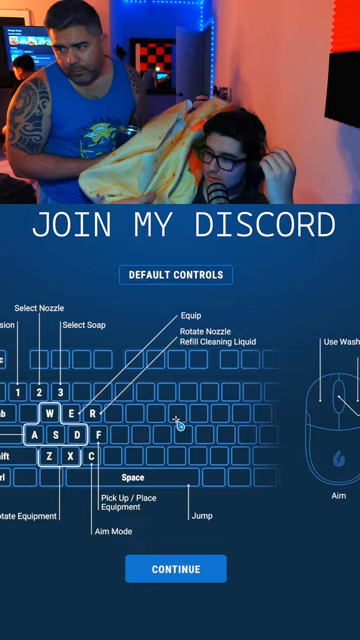 JOIN MY DISCORD
DEFAULT CONTROLS
Select Nozzle
Equip
Select Soap
Rotate Nozzle
Refill Cleaning Liquid
Use Wash
1 2 3
W E R
A S D F
Z X C
Space
Pick Up / Place
Equipment
Aim
Jump
Aim Mode
CONTINUE